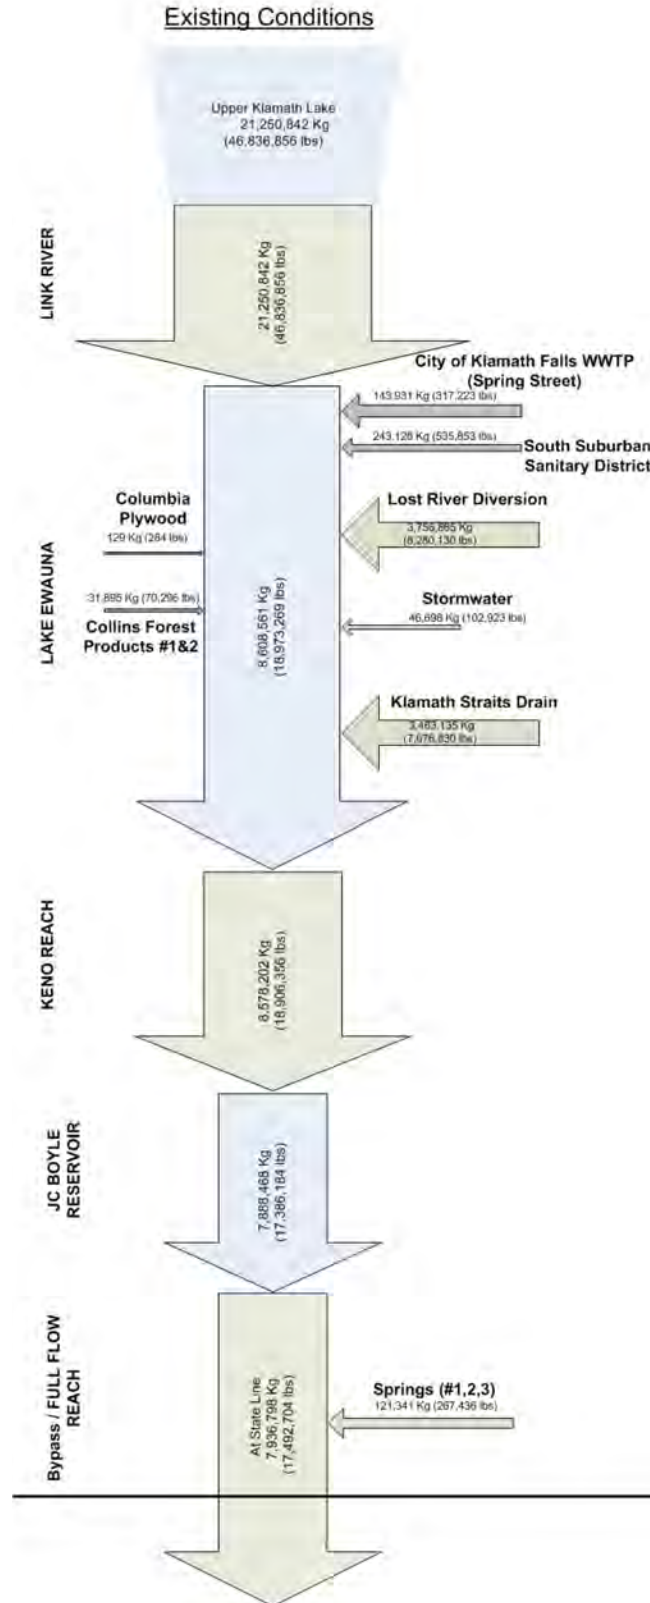 Existing Conditions
Upper Klamath Lake
21,250,842 Kg
(46,836,856 lbs)
LINK RIVER
21,250,842 Kg
(46,836,856 lbs)
City of Klamath Falls WWTP
(Spring Street)
143,931 Kg (317,223 lbs)
243,126 Kg (535,853 lbs)
South Suburban
Sanitary District
Columbia
Plywood
129 Kg (284 lbs)
Lost River Diversion
3,756,865 Kg
(8,280,130 lbs)
LAKE EWAUNA
31,895 Kg (70,296 lbs)
Collins Forest
Products #1&2
8,608,561 Kg
(18,973,269 lbs)
Stormwater
46,698 Kg (102,923 lbs)
Klamath Straits Drain
3,483,135 Kg
(7,676,830 lbs)
KENO REACH
8,578,202 Kg
(18,906,356 lbs)
JC BOYLE
RESERVOIR
7,888,468 Kg
(17,386,184 lbs)
Bypass / FULL FLOW
REACH
At State Line
7,936,798 Kg
(17,492,704 lbs)
Springs (#1,2,3)
121,341 Kg (267,436 lbs)